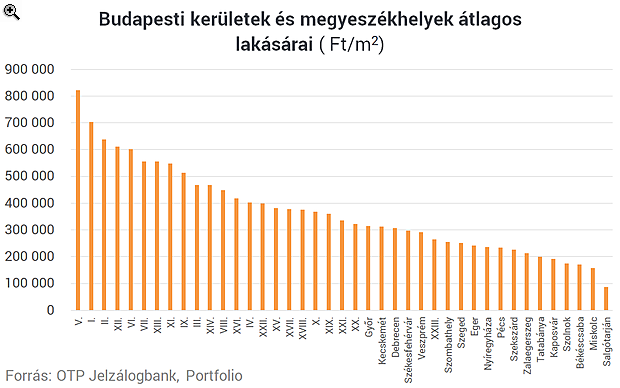 Budapesti kerületek és megyeszékhelyek átlagos
lakásárai ( Ft/m²)
900 000
800 000
700 000
600 000
500 000
400 000
300 000
200 000
100 000
0
V.
I.
II.
XII.
VI.
VII.
XIII.
XI.
IX.
III.
XIV.
VIII.
XVI.
IV.
XXII.
XV.
XVII.
XVIII.
X.
XIX.
XXI.
XX.
Győr
Kecskemét
Debrecen
Székesfehérvár
Veszprém
XXIII.
Szombathely
Szeged
Eger
Nyíregyháza
Pécs
Szekszárd
Zalaegerszeg
Tatabánya
Kaposvár
Szolnok
Békéscsaba
Miskolc
Salgótarján
Forrás: OTP Jelzálogbank, Portfolio